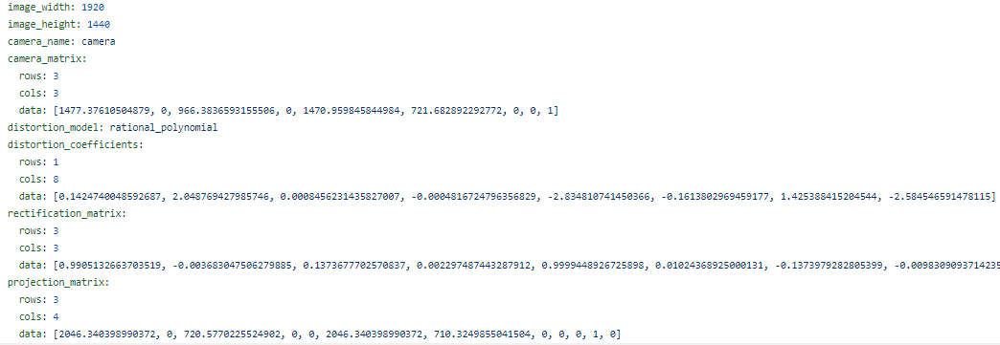 image_width: 1920
image_height: 1440
camera_name: camera
camera_matrix:
rows: 3
cols: 3
data: [1477.37610504879, 0, 966.3836593155506, 0, 1470.959845844984, 721.682892292772, 0, 0, 1]
distortion_model: rational_polynomial
distortion_coefficients:
rows: 1
cols: 8
data: [0.1424740048592687, 2.048769427985746, 0.0008456231435827007, -0.0004816724796356829, -2.834810741450366, -0.1613802969459177, 1.425388415204544, -2.584546591478115]
rectification_matrix:
rows: 3
cols: 3
data: [0.9905132663703519, -0.003683047506279885, 0.1373677702570837, 0.002297487443287912, 0.9999448926725898, 0.01024368925000131, -0.1373979282805399, -0.0098309093714235
projection_matrix:
rows: 3
cols: 4
data: [2046.340398990372, 0, 720.5770225524902, 0, 0, 2046.340398990372, 710.3249855041504, 0, 0, 0, 1, 0]